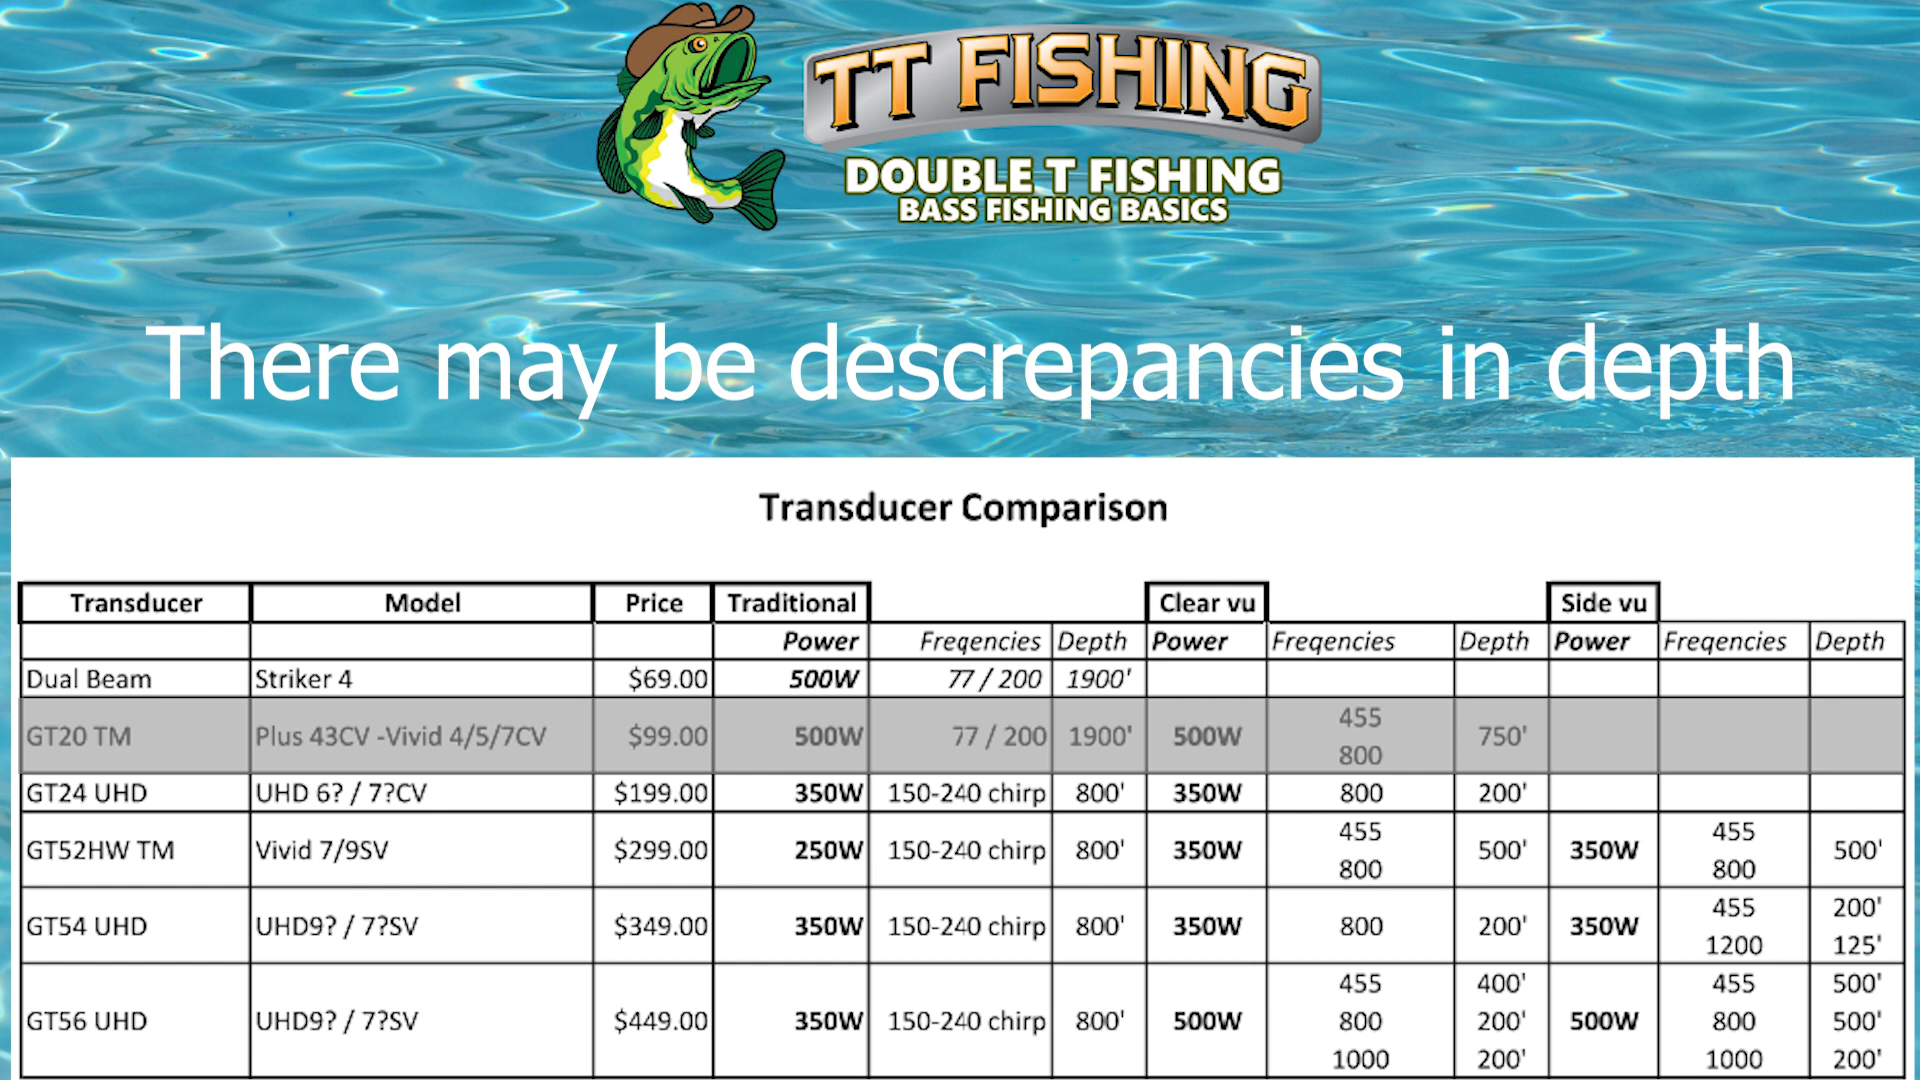 TT FISHING
DOUBLE T FISHING
BASS FISHING BASICS
There may be descrepancies in depth
Transducer Comparison
Transducer Model Price Traditional Clear vu Side vu
Power Freqencies Depth Power Freqencies Depth Power Freqencies Depth
Dual Beam Striker 4 $69.00 500W 77 / 200 1900'
GT20 TM Plus 43CV -Vivid 4/5/7CV $99.00 500W 77 / 200 1900' 500W 455 800 750'
GT24 UHD UHD 6? / 7?CV $199.00 350W 150-240 chirp 800' 350W 800 200'
GT52HW TM Vivid 7/9SV $299.00 250W 150-240 chirp 800' 350W 455 800 500' 350W 455 800 500'
GT54 UHD UHD9? / 7?SV $349.00 350W 150-240 chirp 800' 350W 800 200' 350W 455 1200 200' 125'
GT56 UHD UHD9? / 7?SV $449.00 350W 150-240 chirp 800' 500W 455 800 1000 400' 200' 200' 500W 455 800 1000 500' 500' 200'